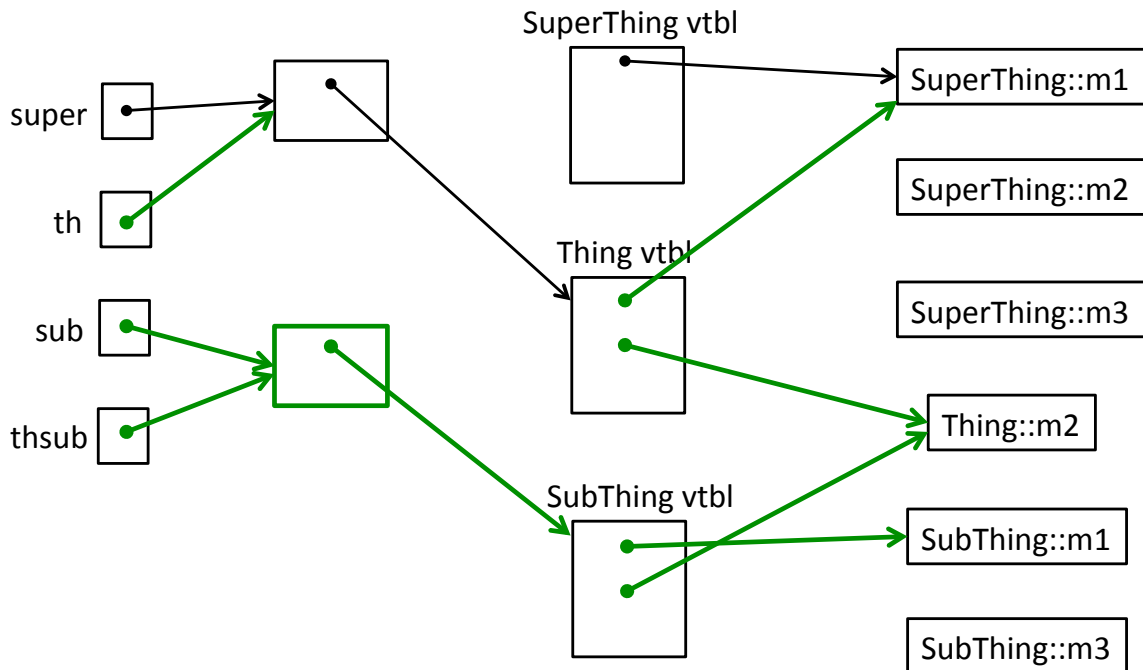 SuperThing vtbl
super
SuperThing::m1
th
SuperThing::m2
Thing vtbl
sub
SuperThing::m3
thsub
Thing::m2
SubThing vtbl
SubThing::m1
SubThing::m3